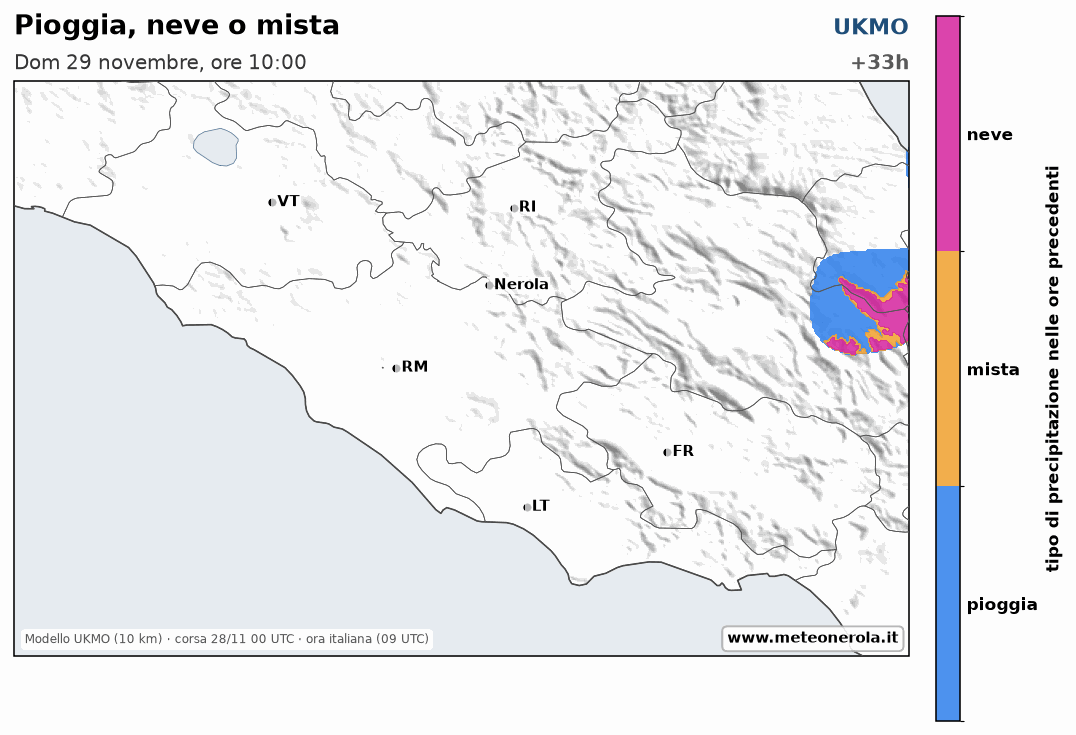 Pioggia, neve o mista
UKMO
Dom 29 novembre, ore 10:00
+33h
neve
mista
pioggia
tipo di precipitazione nelle ore precedenti
VT
RI
Nerola
RM
FR
LT
Modello UKMO (10 km) · corsa 28/11 00 UTC · ora italiana (09 UTC)
www.meteonerola.it